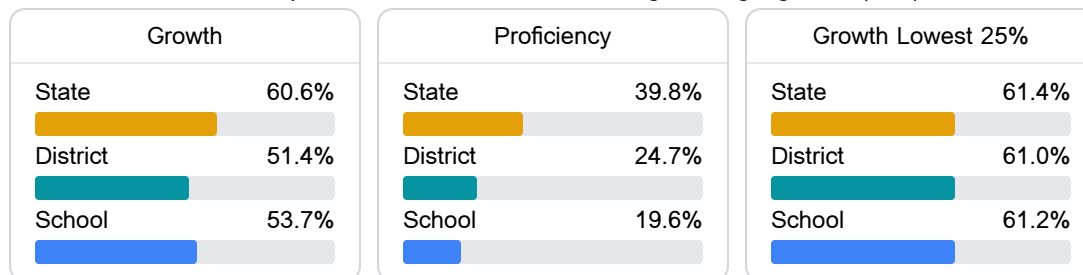 Growth
State 60.6%
District 51.4%
School 53.7%
Proficiency
State 39.8%
District 24.7%
School 19.6%
Growth Lowest 25%
State 61.4%
District 61.0%
School 61.2%